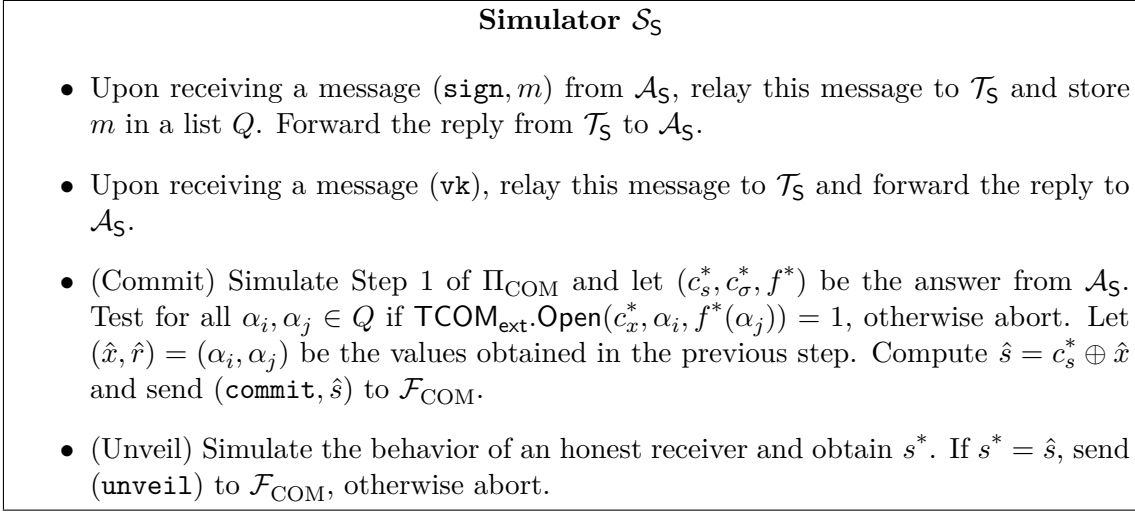 Simulator 𝒮_S
• Upon receiving a message (sign, m) from 𝒜_S, relay this message to 𝒯_S and store
m in a list Q. Forward the reply from 𝒯_S to 𝒜_S.
• Upon receiving a message (vk), relay this message to 𝒯_S and forward the reply to
𝒜_S.
• (Commit) Simulate Step 1 of Π_COM and let (c*_s, c*_σ, f*) be the answer from 𝒜_S.
Test for all α_i, α_j ∈ Q if TCOM_ext.Open(c*_x, α_i, f*(α_j)) = 1, otherwise abort. Let
(x̂, r̂) = (α_i, α_j) be the values obtained in the previous step. Compute ŝ = c*_s ⊕ x̂
and send (commit, ŝ) to ℱ_COM.
• (Unveil) Simulate the behavior of an honest receiver and obtain s*. If s* = ŝ, send
(unveil) to ℱ_COM, otherwise abort.